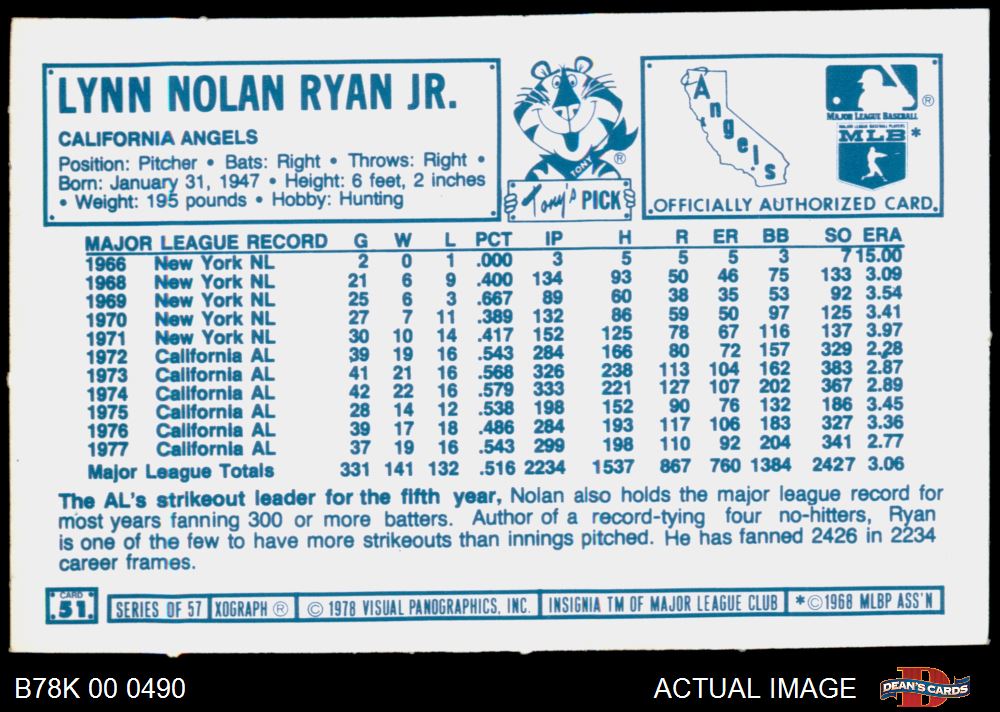 LYNN NOLAN RYAN JR.
CALIFORNIA ANGELS
Position: Pitcher • Bats: Right • Throws: Right •
Born: January 31, 1947 • Height: 6 feet, 2 inches
• Weight: 195 pounds • Hobby: Hunting
TONY
®
Tony's PICK
Angels
®
MAJOR LEAGUE BASEBALL
MAJOR LEAGUE BASEBALL PLAYERS
MLB *
OFFICIALLY AUTHORIZED CARD
MAJOR LEAGUE RECORD G W L PCT IP H R ER BB SO ERA
1966 New York NL 2 0 1 .000 3 5 5 5 3 7 15.00
1968 New York NL 21 6 9 .400 134 93 50 46 75 133 3.09
1969 New York NL 25 6 3 .667 89 60 38 35 53 92 3.54
1970 New York NL 27 7 11 .389 132 86 59 50 97 125 3.41
1971 New York NL 30 10 14 .417 152 125 78 67 116 137 3.97
1972 California AL 39 19 16 .543 284 166 80 72 157 329 2.28
1973 California AL 41 21 16 .568 326 238 113 104 162 383 2.87
1974 California AL 42 22 16 .579 333 221 127 107 202 367 2.89
1975 California AL 28 14 12 .538 198 152 90 76 132 186 3.45
1976 California AL 39 17 18 .486 284 193 117 106 183 327 3.36
1977 California AL 37 19 16 .543 299 198 110 92 204 341 2.77
Major League Totals 331 141 132 .516 2234 1537 867 760 1384 2427 3.06
The AL's strikeout leader for the fifth year, Nolan also holds the major league record for
most years fanning 300 or more batters. Author of a record-tying four no-hitters, Ryan
is one of the few to have more strikeouts than innings pitched. He has fanned 2426 in 2234
career frames.
CARD
51
SERIES OF 57 XOGRAPH ® © 1978 VISUAL PANOGRAPHICS, INC. INSIGNIA TM OF MAJOR LEAGUE CLUB *©1968 MLBP ASS'N
B78K 00 0490
ACTUAL IMAGE
D
DEAN'S CARDS